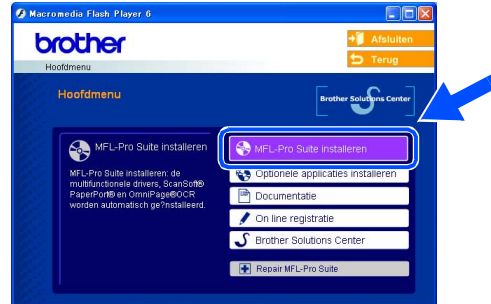 Macromedia Flash Player 6
brother
Afsluiten
Terug
Hoofdmenu
Hoofdmenu
Brother Solutions Center
MFL-Pro Suite installeren
MFL-Pro Suite installeren: de
multifunctionele drivers, ScanSoft®
PaperPort® en OmniPage®OCR
worden automatisch ge?nstalleerd.
MFL-Pro Suite installeren
Optionele applicaties installeren
Documentatie
On line registratie
Brother Solutions Center
Repair MFL-Pro Suite